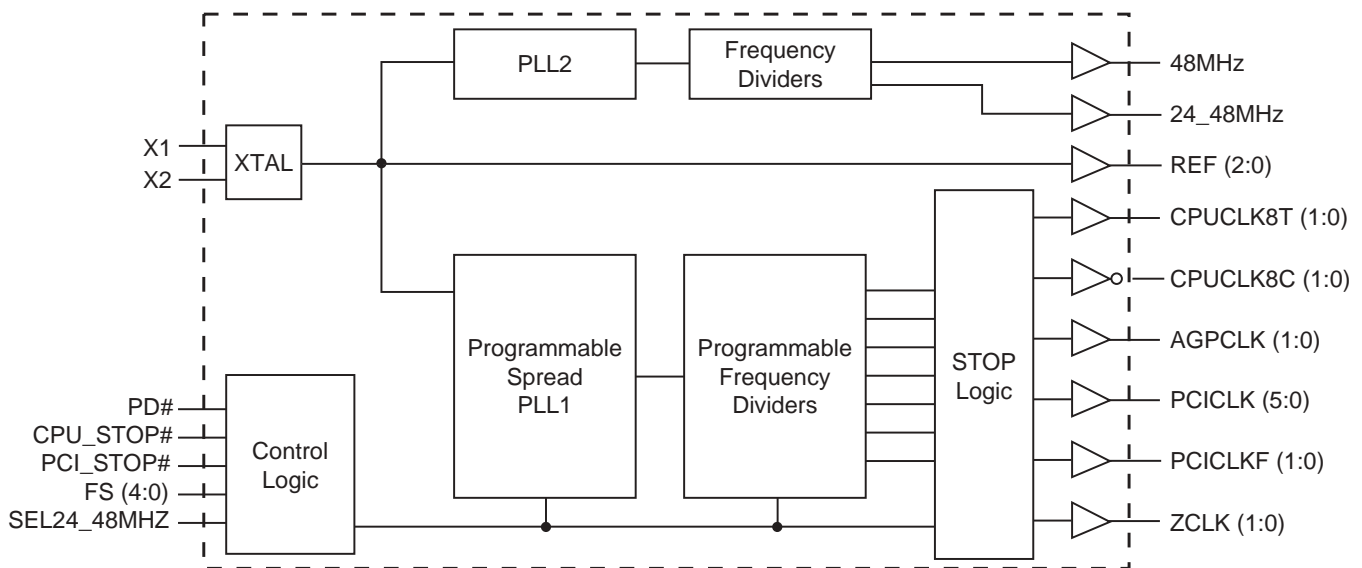 PLL2
Frequency
Dividers
48MHz
24_48MHz
X1
X2
XTAL
REF (2:0)
CPUCLK8T (1:0)
CPUCLK8C (1:0)
AGPCLK (1:0)
PCICLK (5:0)
PCICLKF (1:0)
ZCLK (1:0)
Programmable
Spread
PLL1
Programmable
Frequency
Dividers
STOP
Logic
PD#
CPU_STOP#
PCI_STOP#
FS (4:0)
SEL24_48MHZ
Control
Logic